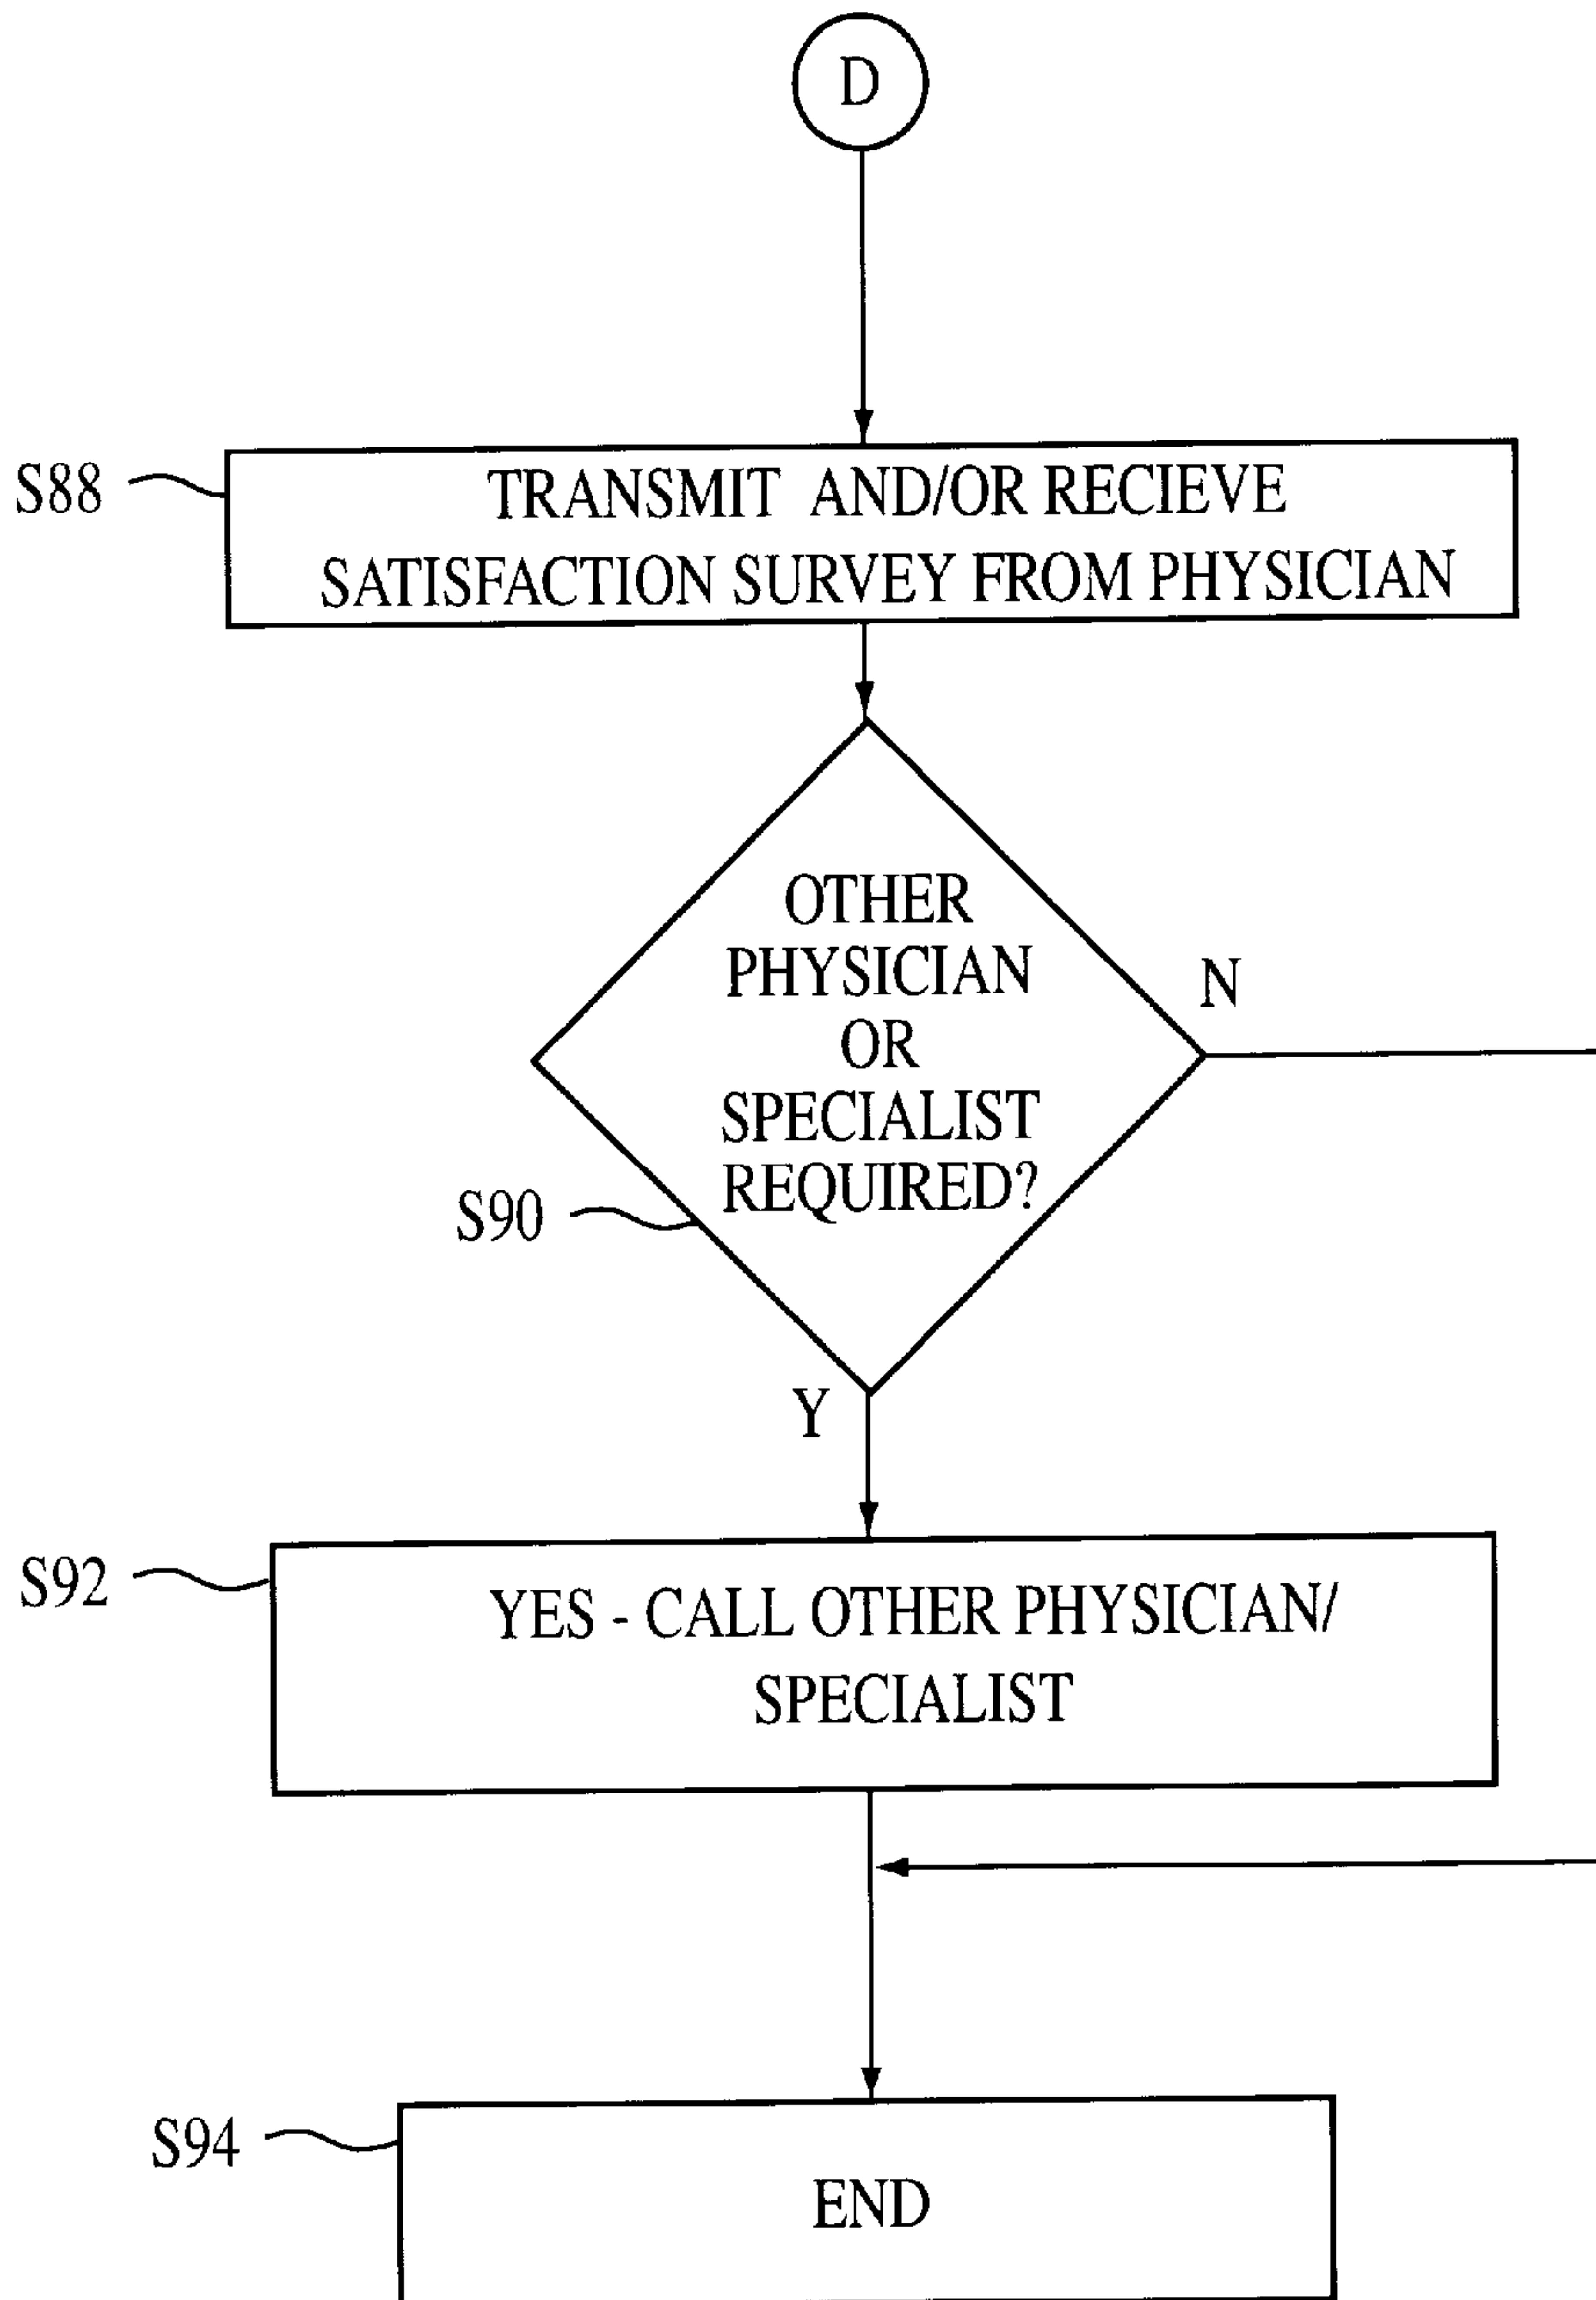 D
S88
TRANSMIT AND/OR RECIEVE
SATISFACTION SURVEY FROM PHYSICIAN
OTHER
PHYSICIAN
OR
SPECIALIST
REQUIRED?
N
S90
Y
S92
YES - CALL OTHER PHYSICIAN/
SPECIALIST
S94
END